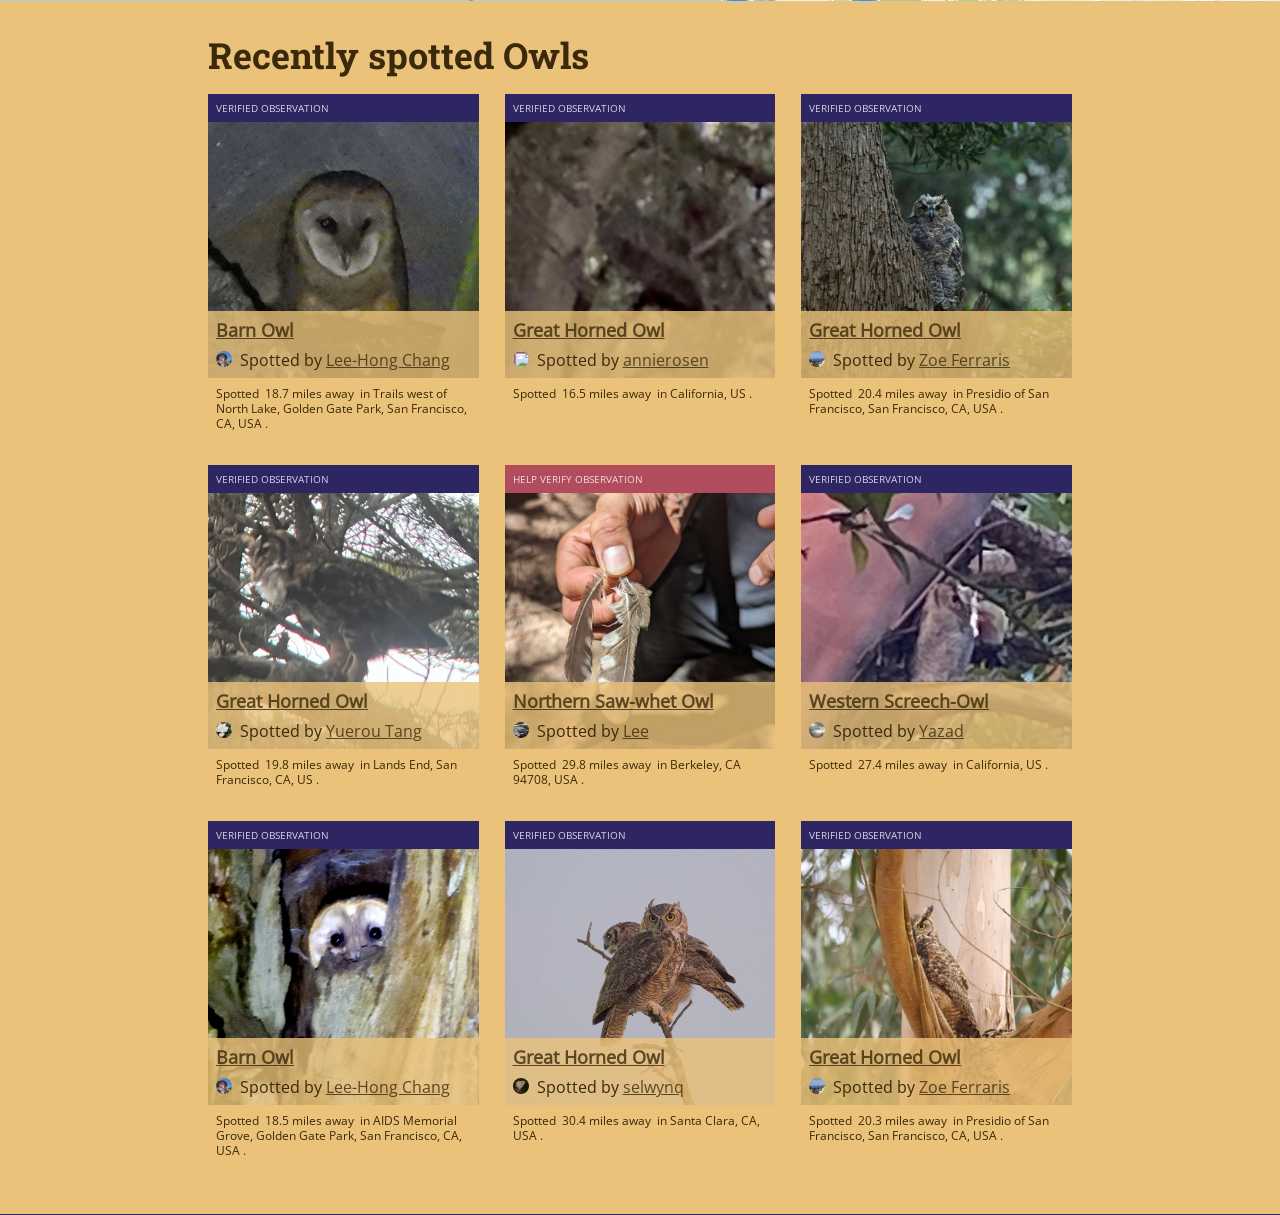 Recently spotted Owls
VERIFIED OBSERVATION
Barn Owl
Spotted by Lee-Hong Chang
Spotted 18.7 miles away in Trails west of
North Lake, Golden Gate Park, San Francisco,
CA, USA .
VERIFIED OBSERVATION
Great Horned Owl
Spotted by annierosen
Spotted 16.5 miles away in California, US .
VERIFIED OBSERVATION
Great Horned Owl
Spotted by Zoe Ferraris
Spotted 20.4 miles away in Presidio of San
Francisco, San Francisco, CA, USA .
VERIFIED OBSERVATION
Great Horned Owl
Spotted by Yuerou Tang
Spotted 19.8 miles away in Lands End, San
Francisco, CA, US .
HELP VERIFY OBSERVATION
Northern Saw-whet Owl
Spotted by Lee
Spotted 29.8 miles away in Berkeley, CA
94708, USA .
VERIFIED OBSERVATION
Western Screech-Owl
Spotted by Yazad
Spotted 27.4 miles away in California, US .
VERIFIED OBSERVATION
Barn Owl
Spotted by Lee-Hong Chang
Spotted 18.5 miles away in AIDS Memorial
Grove, Golden Gate Park, San Francisco, CA,
USA .
VERIFIED OBSERVATION
Great Horned Owl
Spotted by selwynq
Spotted 30.4 miles away in Santa Clara, CA,
USA .
VERIFIED OBSERVATION
Great Horned Owl
Spotted by Zoe Ferraris
Spotted 20.3 miles away in Presidio of San
Francisco, San Francisco, CA, USA .